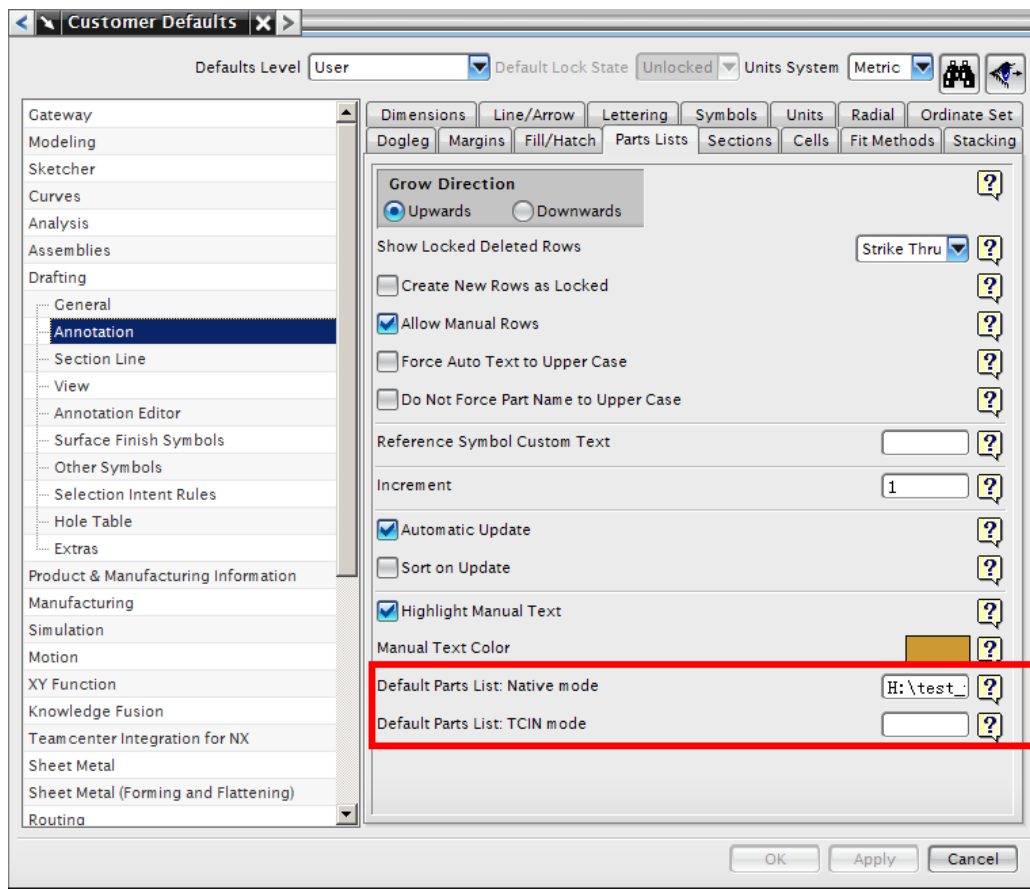 Customer Defaults
Defaults Level User Default Lock State Unlocked Units System Metric
Gateway
Modeling
Sketcher
Curves
Analysis
Assemblies
Drafting
General
Annotation
Section Line
View
Annotation Editor
Surface Finish Symbols
Other Symbols
Selection Intent Rules
Hole Table
Extras
Product & Manufacturing Information
Manufacturing
Simulation
Motion
XY Function
Knowledge Fusion
Teamcenter Integration for NX
Sheet Metal
Sheet Metal (Forming and Flattening)
Routing
Dimensions Line/Arrow Lettering Symbols Units Radial Ordinate Set
Dogleg Margins Fill/Hatch Parts Lists Sections Cells Fit Methods Stacking
Grow Direction
Upwards Downwards
Show Locked Deleted Rows Strike Thru
Create New Rows as Locked
Allow Manual Rows
Force Auto Text to Upper Case
Do Not Force Part Name to Upper Case
Reference Symbol Custom Text
Increment 1
Automatic Update
Sort on Update
Highlight Manual Text
Manual Text Color
Default Parts List: Native mode H:\test_
Default Parts List: TCIN mode
OK Apply Cancel